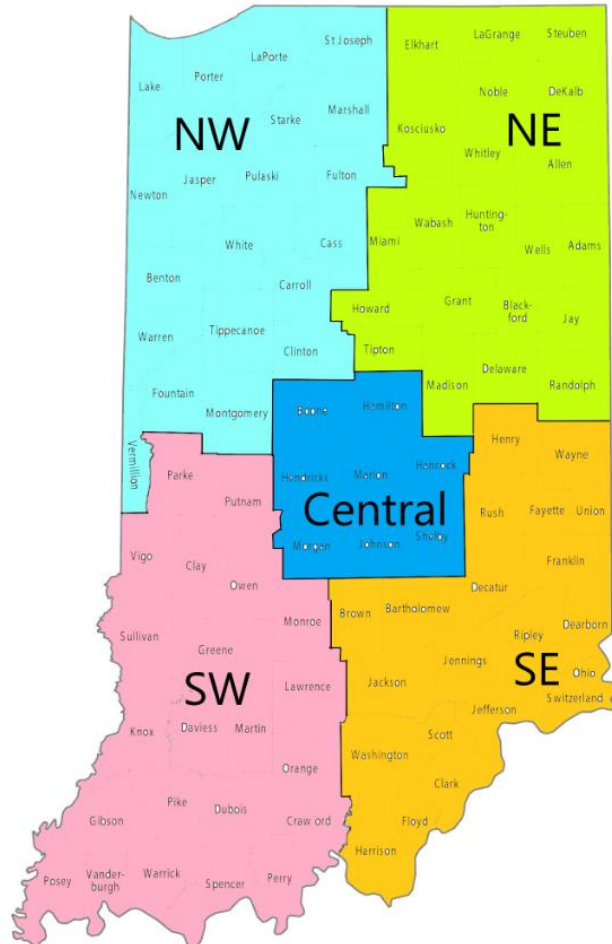 St Joseph
LaGrange
Steuben
Elkhart
LaPorte
Porter
Lake
Noble
DeKalb
Marshall
Starke
Kosciusko
NW
NE
Whitley
Allen
Jasper
Pulaski
Fulton
Newton
Wabash
Hunting-
ton
Miami
White
Cass
Wells
Adams
Benton
Carroll
Howard
Grant
Black-
ford
Jay
Warren
Tippecanoe
Clinton
Tipton
Delaware
Madison
Randolph
Fountain
Montgomery
Boone
Hamilton
Henry
Wayne
Vermillion
Parke
Putnam
Hendricks
Marion
Hancock
Central
Rush
Fayette
Union
Morgan
Johnson
Shelby
Vigo
Clay
Owen
Franklin
Decatur
Monroe
Brown
Bartholomew
Dearborn
Sullivan
Greene
Ripley
Jennings
SE
Ohio
SW
Lawrence
Jackson
Switzerland
Jefferson
Knox
Daviess
Martin
Scott
Washington
Orange
Clark
Pike
Dubois
Gibson
Craw ord
Floyd
Harrison
Posey
Vander-
burgh
Warrick
Spencer
Perry